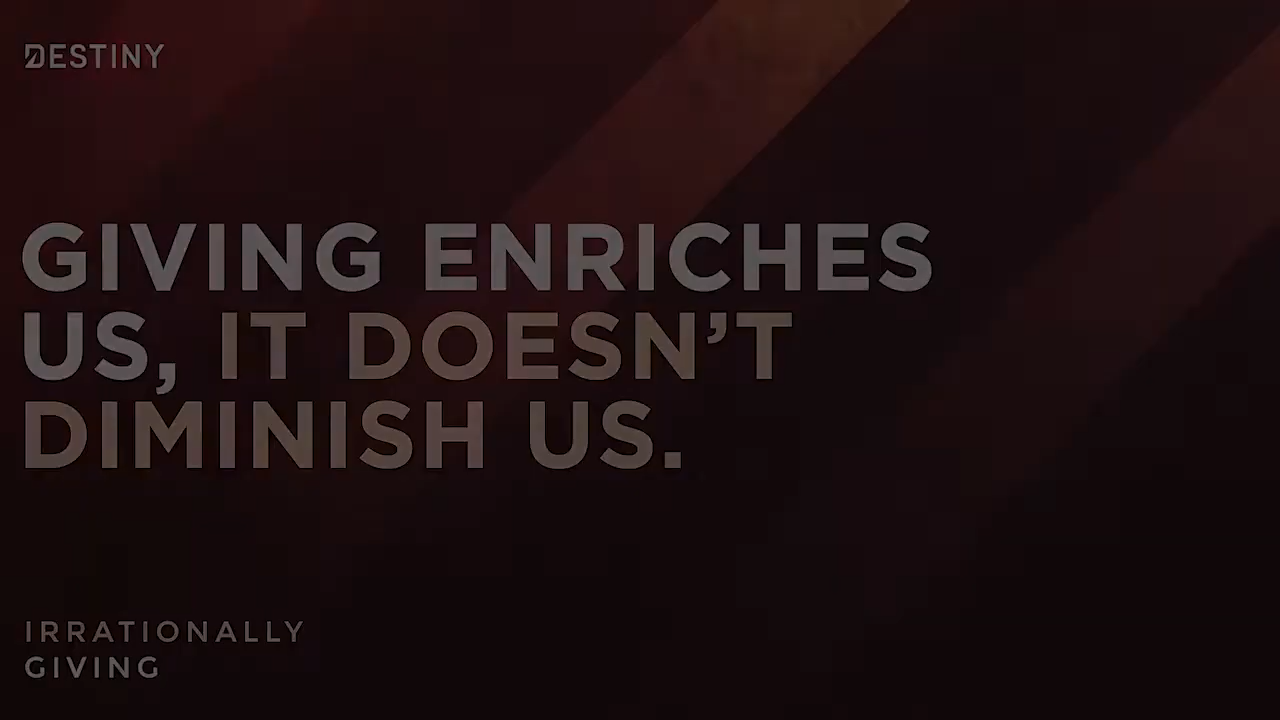 DESTINY
GIVING ENRICHES
US, IT DOESN’T
DIMINISH US.
IRRATIONALLY
GIVING